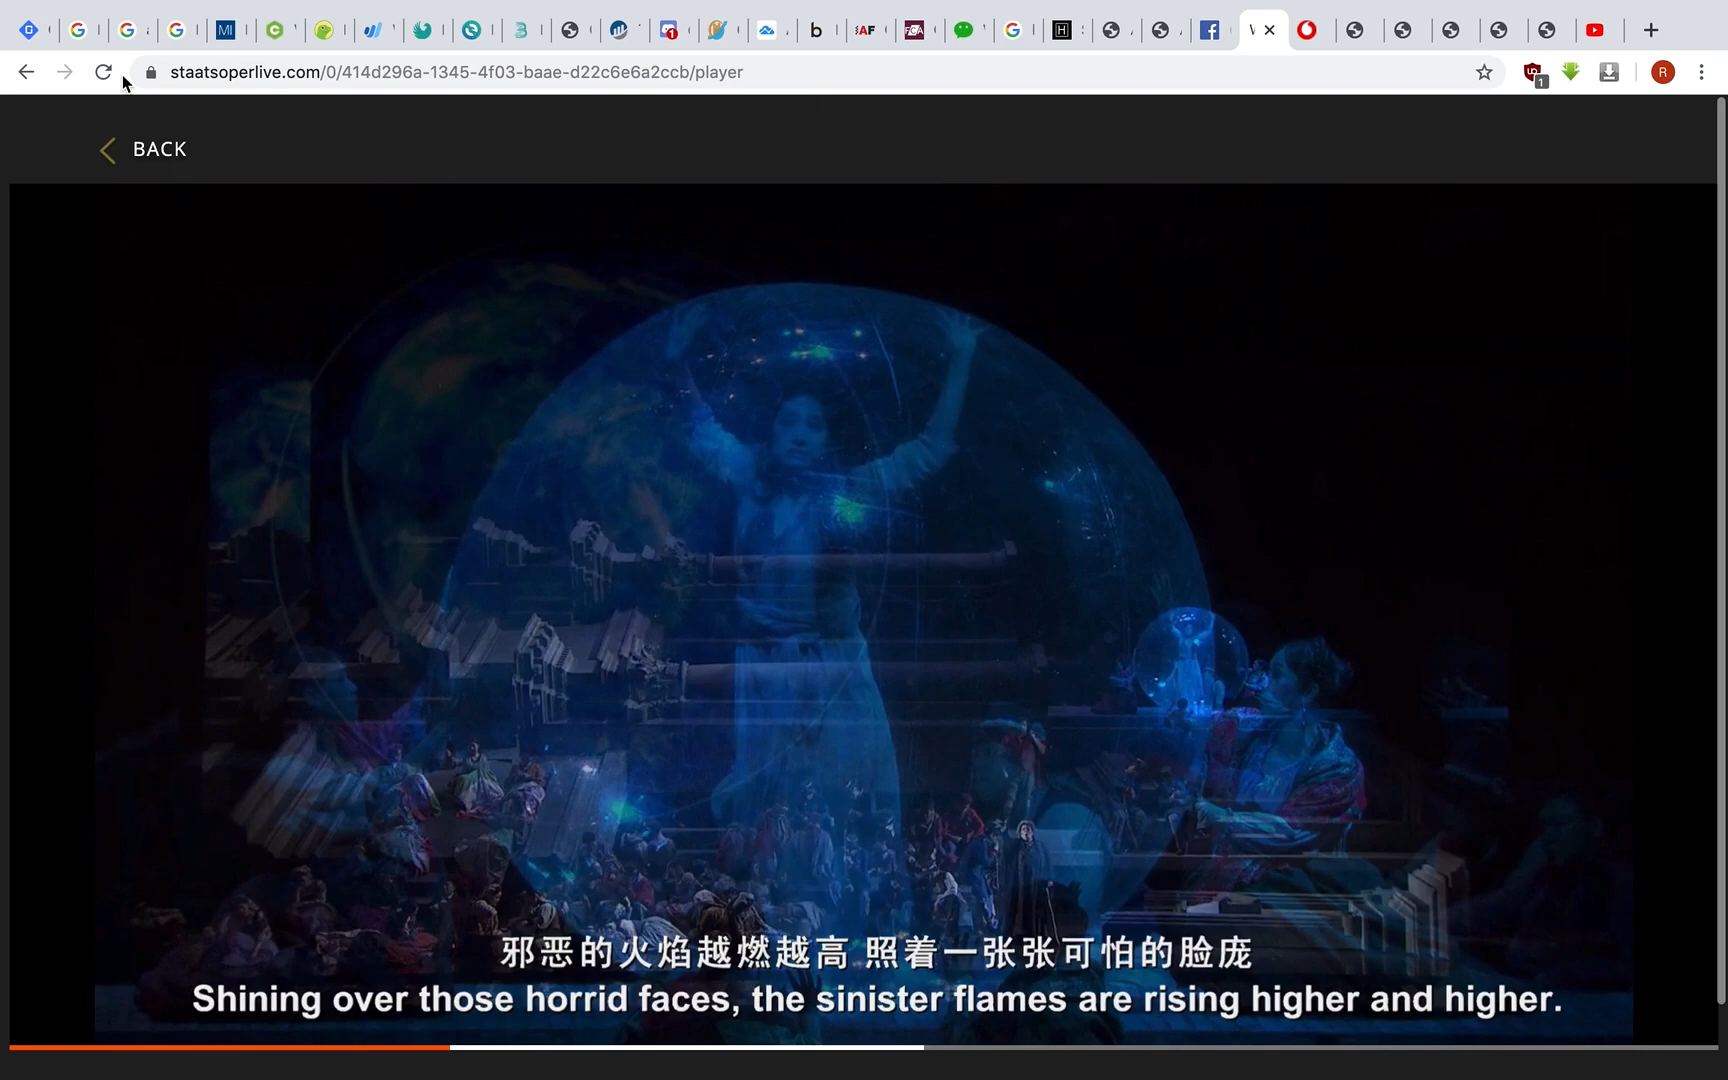 staatsoperlive.com/0/414d296a-1345-4f03-baae-d22c6e6a2ccb/player
R
1
BACK
邪恶的火焰越燃越高 照着一张张可怕的脸庞
Shining over those horrid faces, the sinister flames are rising higher and higher.